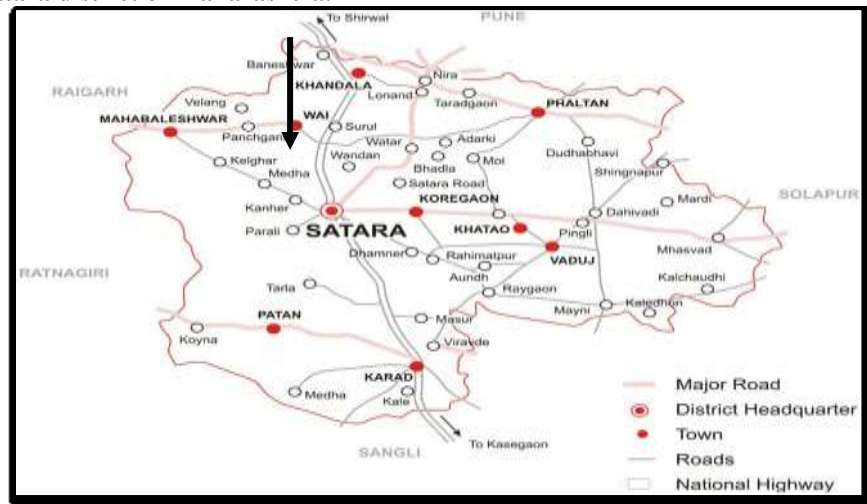 To Shirwal
PUNE
Baneshwar
Nira
KHANDALA
RAIGARH
Velang
Lonand
Taradgaon
PHALTAN
MAHABALESHWAR
WAI
Panchgan
Surul
Watar
Adarki
Dudhabhavi
Kelghar
Wandan
Bhadla
Mol
Shingnapur
Medha
Satara Road
SOLAPUR
Kanher
KOREGAON
Mardi
Dahivadi
Parali
SATARA
KHATAO
Pingli
Mhasvad
Dhamner
Rahimatpur
VADUJ
RATNAGIRI
Aundh
Kalchaudhi
Tarla
Raygaon
Mayni
Kaledhon
PATAN
Masur
Koyna
Viravde
KARAD
Medha
Kale
Major Road
District Headquarter
Town
Roads
National Highway
To Kasegaon
SANGLI